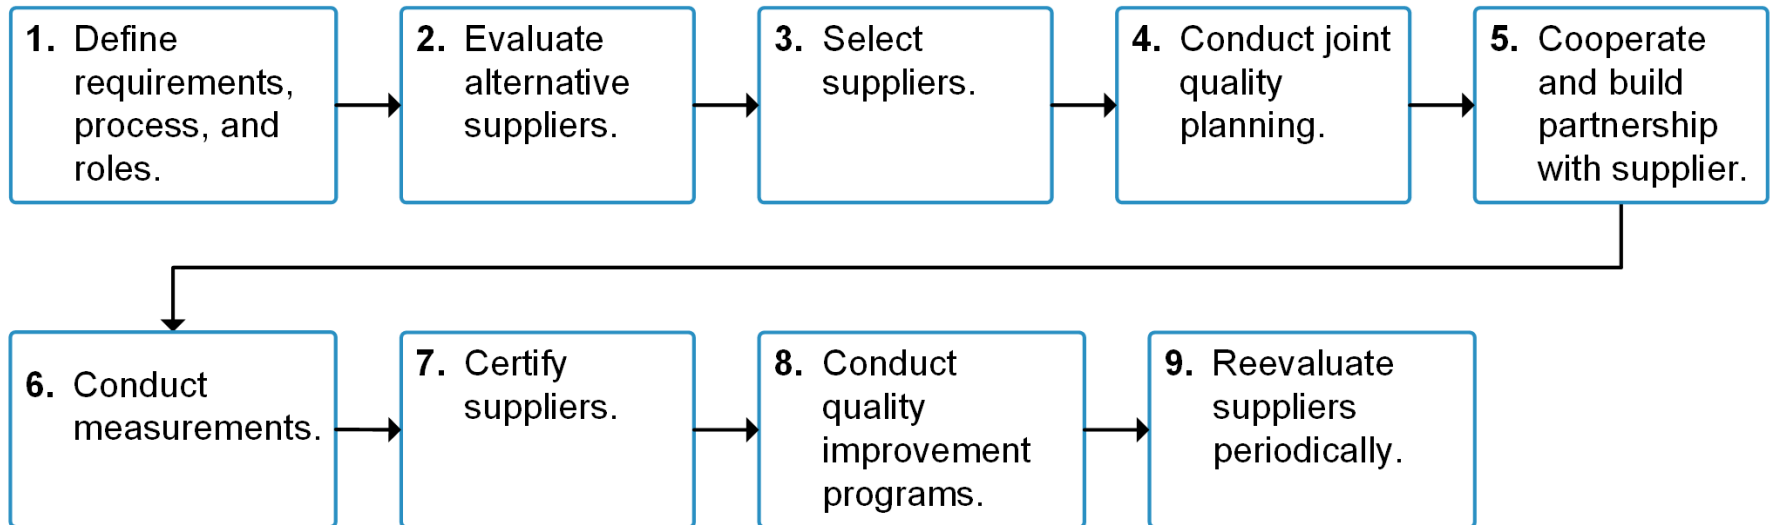 1. Define
requirements,
process, and
roles.
2. Evaluate
alternative
suppliers.
3. Select
suppliers.
4. Conduct joint
quality
planning.
5. Cooperate
and build
partnership
with supplier.
6. Conduct
measurements.
7. Certify
suppliers.
8. Conduct
quality
improvement
programs.
9. Reevaluate
suppliers
periodically.